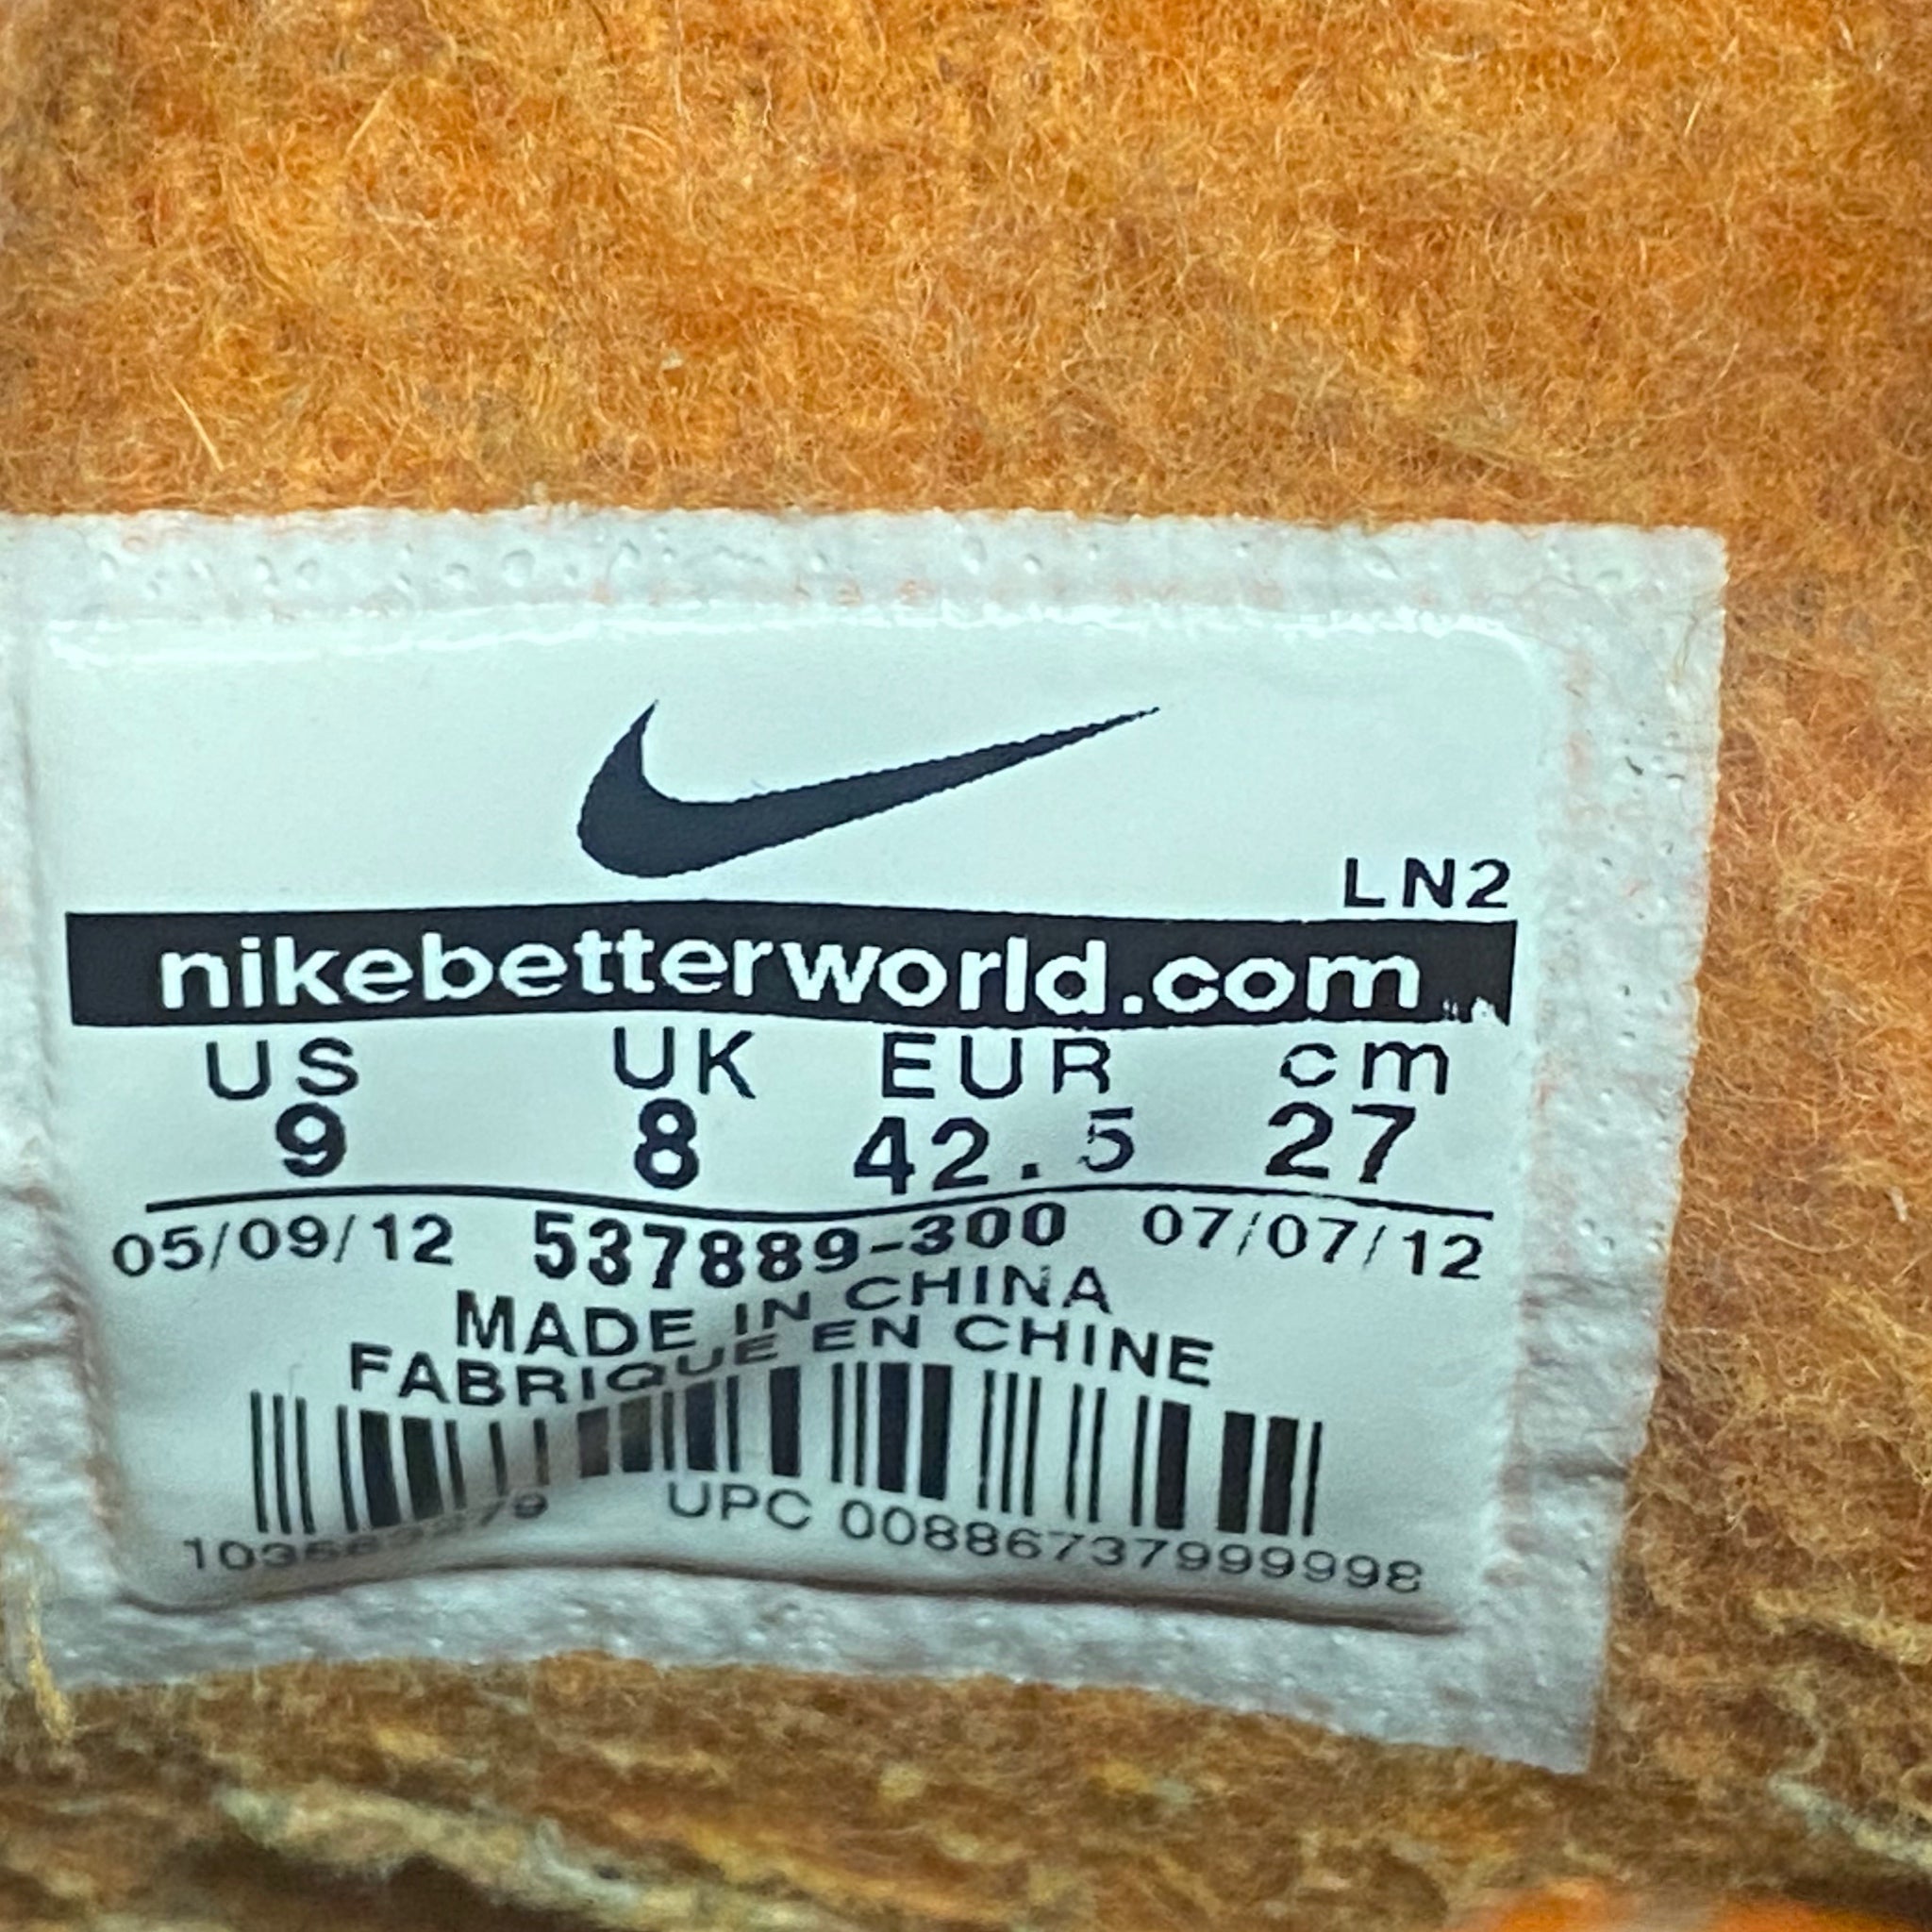 LN2
nikebetterworld.com
US UK EUR cm
9 8 42.5 27
05/09/12 537889-300 07/07/12
MADE IN CHINA
FABRIQUE EN CHINE
UPC 00886737999998